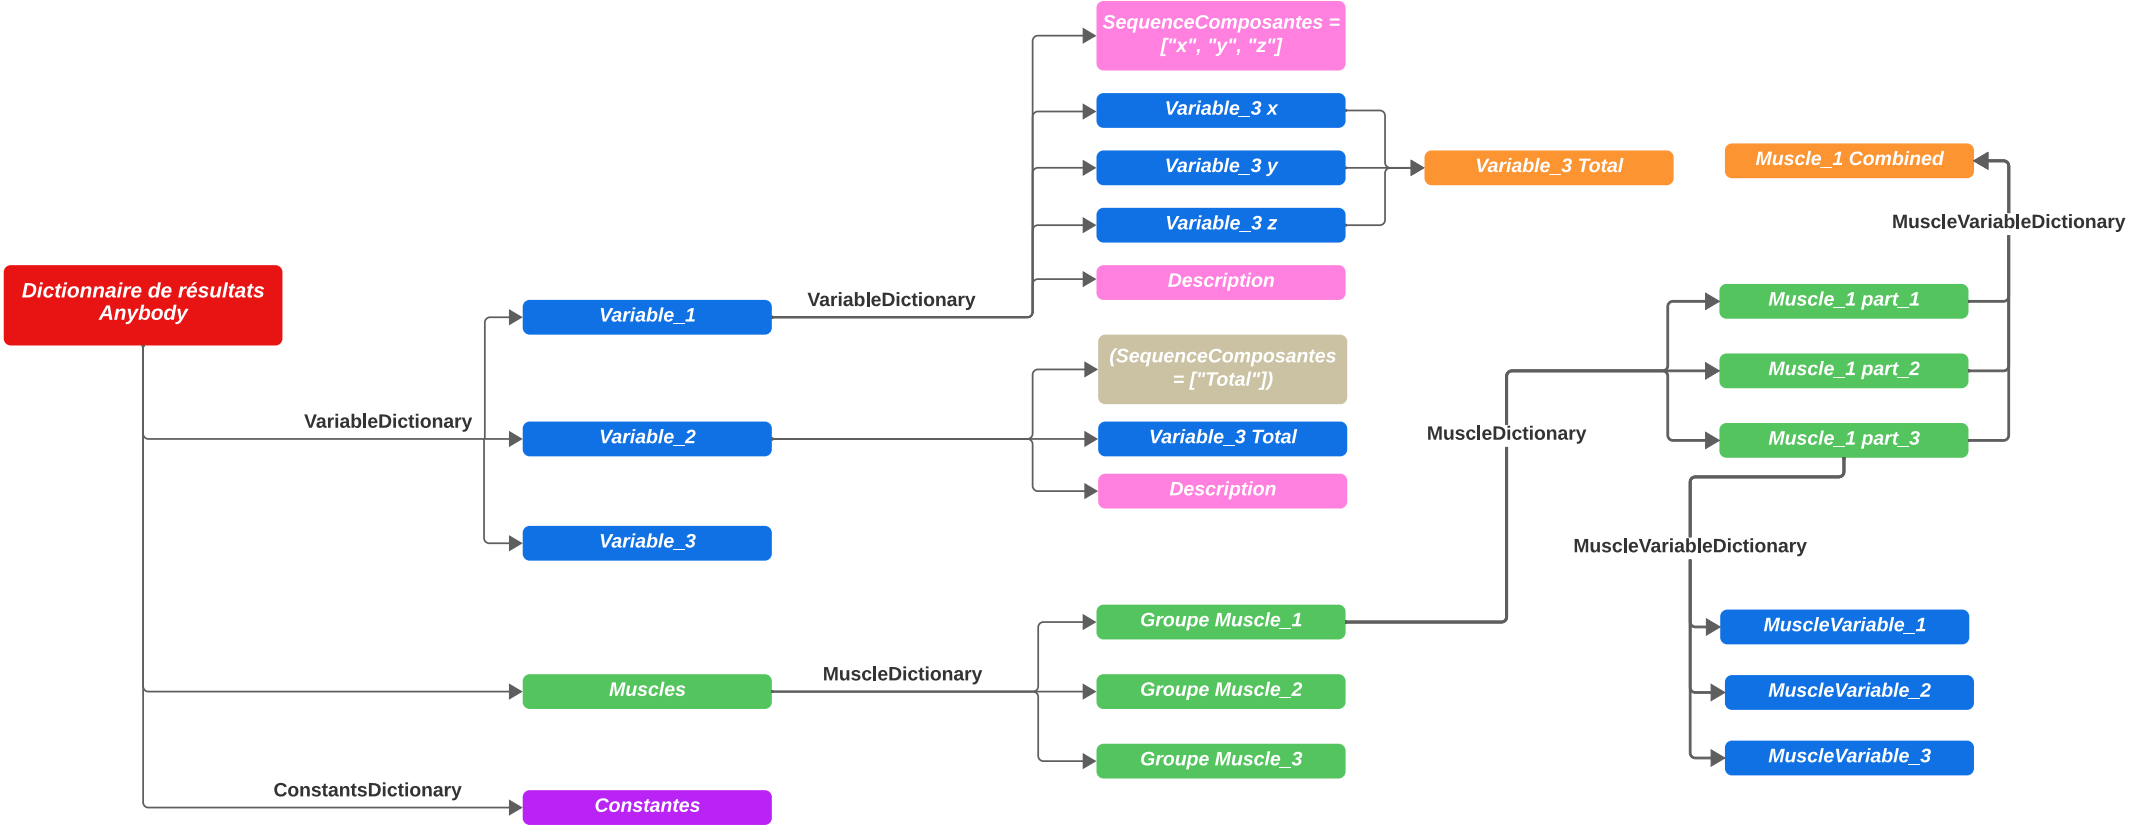 SequenceComposantes =
["x", "y", "z"]
Variable_3 x
Variable_3 y
Variable_3 Total
Muscle_1 Combined
Variable_3 z
MuscleVariableDictionary
Dictionnaire de résultats
Anybody
Description
Variable_1
VariableDictionary
Muscle_1 part_1
(SequenceComposantes
= ["Total"])
Muscle_1 part_2
VariableDictionary
Variable_2
Variable_3 Total
MuscleDictionary
Muscle_1 part_3
Description
Variable_3
MuscleVariableDictionary
Groupe Muscle_1
MuscleVariable_1
Muscles
MuscleDictionary
Groupe Muscle_2
MuscleVariable_2
Groupe Muscle_3
MuscleVariable_3
ConstantsDictionary
Constantes